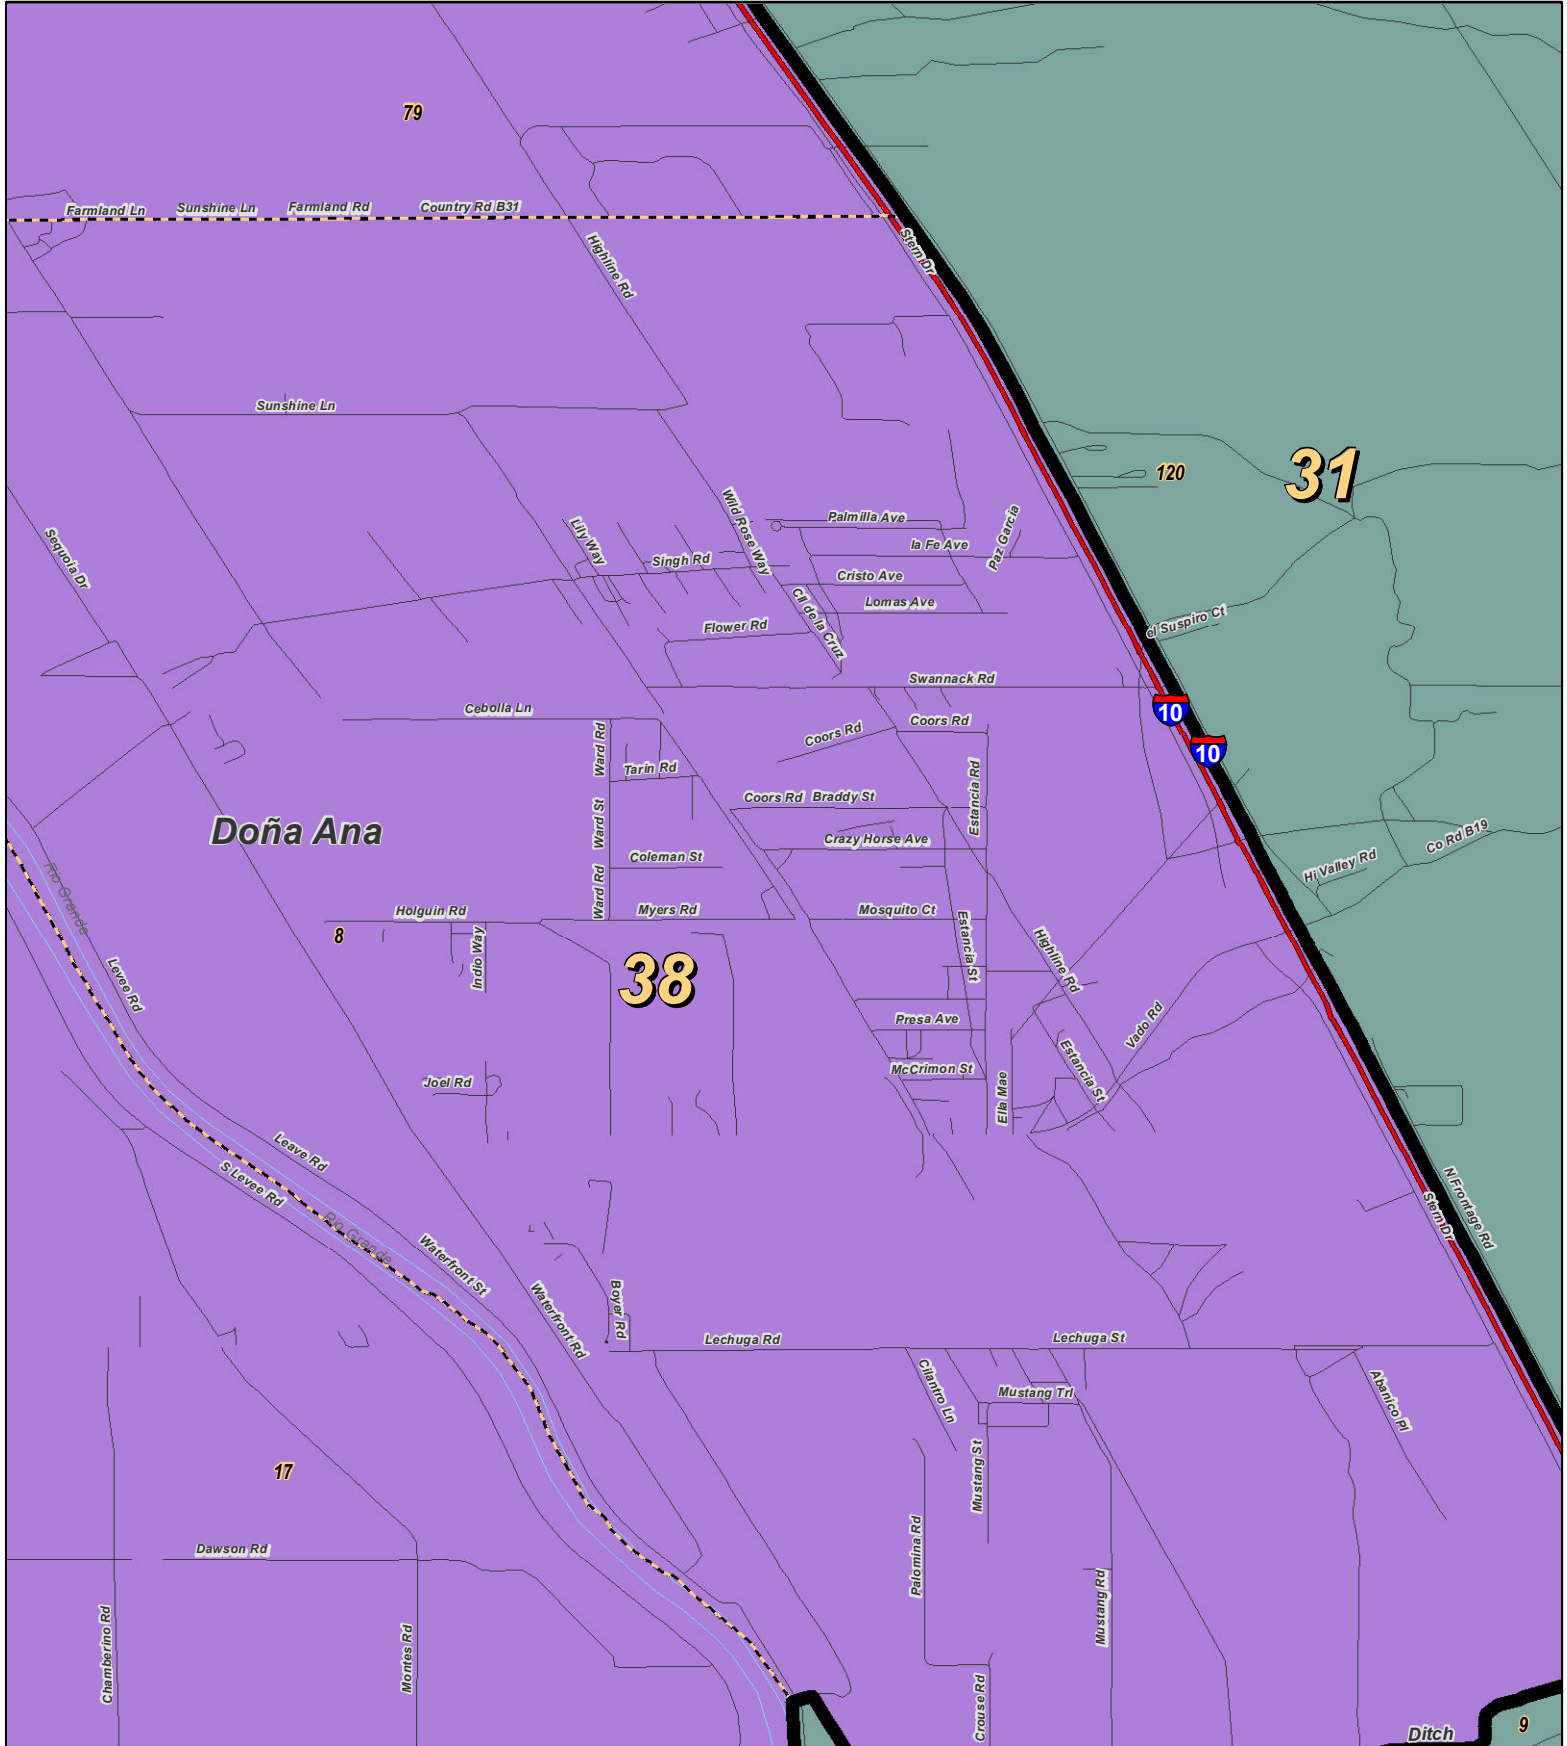 79
Farmland Ln
Sunshine Ln
Farmland Rd
Country Rd B31
Highline Rd
Stern Dr
Sunshine Ln
31
120
Sequoia Dr
Lily Way
Singh Rd
Wild Rose Way
Palmilla Ave
la Fe Ave
Paz Garcia
Cristo Ave
Lomas Ave
Cll de la Cruz
Flower Rd
el Suspiro Ct
Swannack Rd
10
10
Cebolla Ln
Ward Rd
Tarin Rd
Coors Rd
Coors Rd
Estancia Rd
Coors Rd
Braddy St
Ward St
Crazy Horse Ave
Doña Ana
Coleman St
Hi Valley Rd
Co Rd B19
Rio Grande
Ward Rd
Holguin Rd
Myers Rd
Mosquito Ct
8
Indio Way
38
Estancia St
Highline Rd
Levee Rd
Presa Ave
Vado Rd
McCrimon St
Estancia St
Ella Mae
Joel Rd
Leave Rd
S Levee Rd
Rio Grande
Waterfront St
Waterfront Rd
Boyer Rd
N Frontage Rd
Stern Dr
Lechuga Rd
Lechuga St
Cilantro Ln
Mustang Trl
Abanico Pl
Mustang St
17
Dawson Rd
Palomina Rd
Mustang Rd
Chamberino Rd
Montes Rd
Crouse Rd
Ditch
9